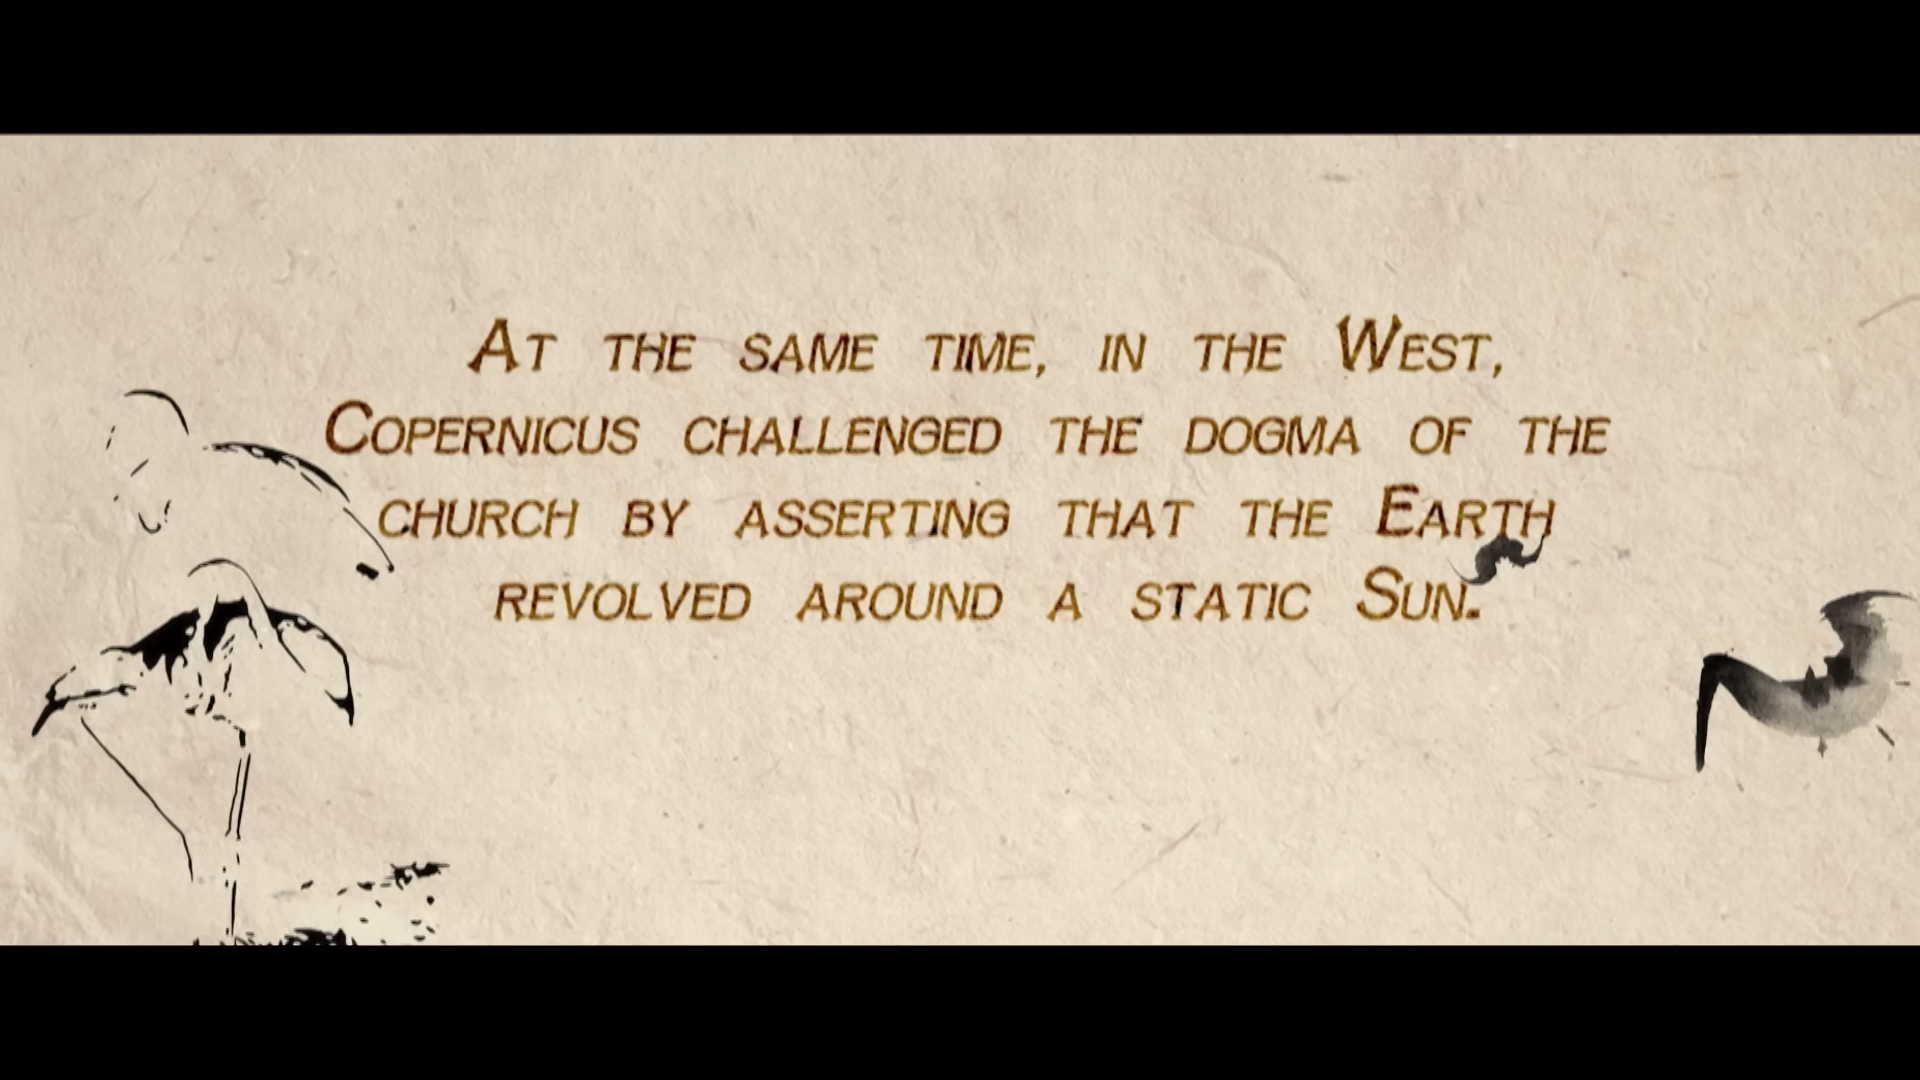 At the same time, in the West,
Copernicus challenged the dogma of the
church by asserting that the Earth
revolved around a static Sun.